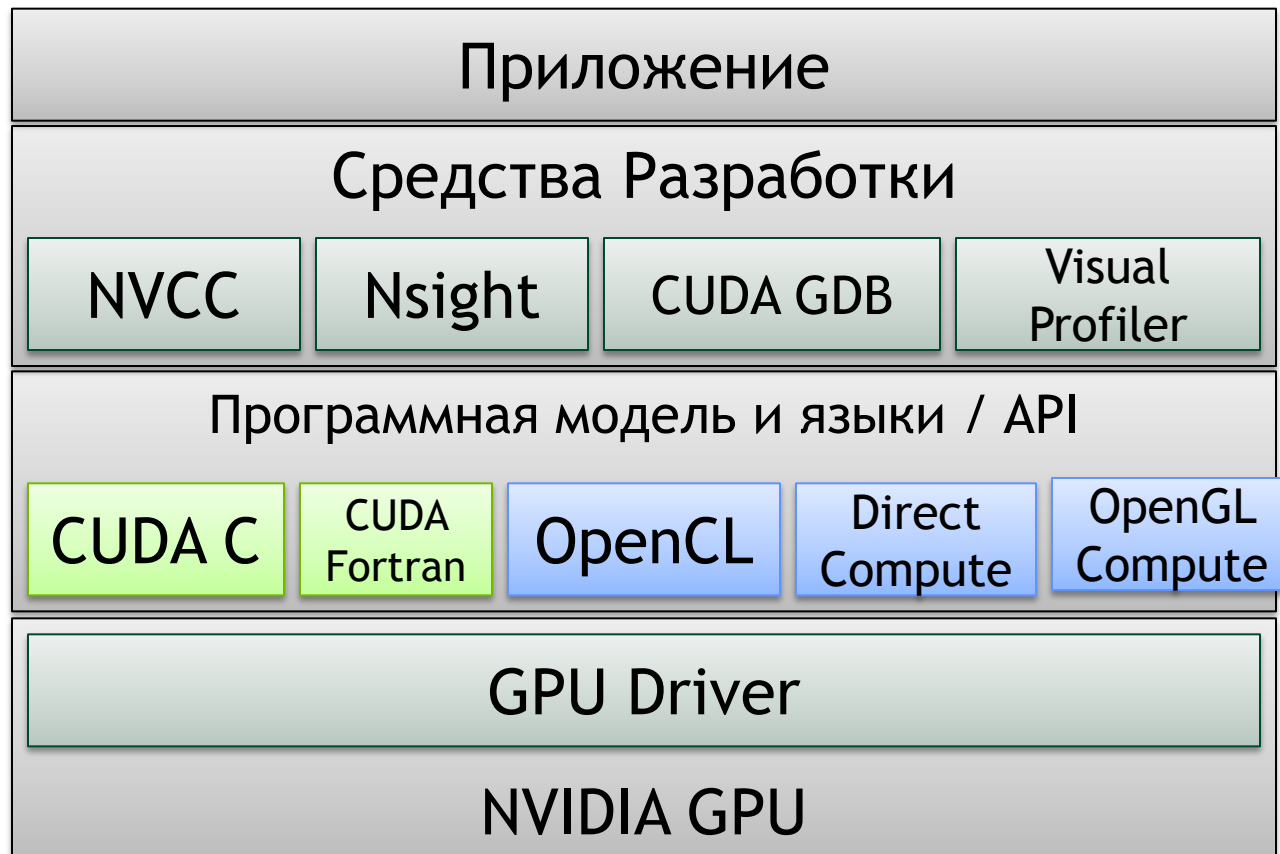 Приложение
Средства Разработки
NVCC
Nsight
CUDA GDB
Visual
Profiler
Программная модель и языки / API
CUDA C
CUDA
Fortran
OpenCL
Direct
Compute
OpenGL
Compute
GPU Driver
NVIDIA GPU